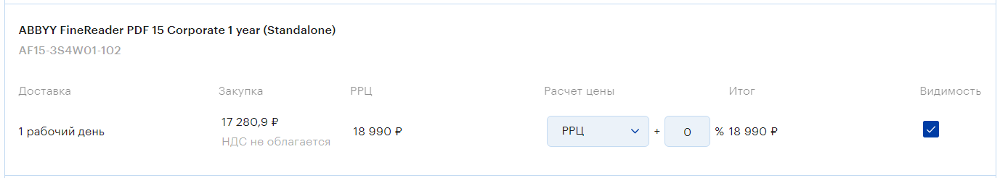 ABBYY FineReader PDF 15 Corporate 1 year (Standalone)
AF15-3S4W01-102
Доставка Закупка РРЦ Расчет цены Итог Видимость
1 рабочий день 17 280,9 ₽ 18 990 ₽ РРЦ + 0 % 18 990 ₽
НДС не облагается